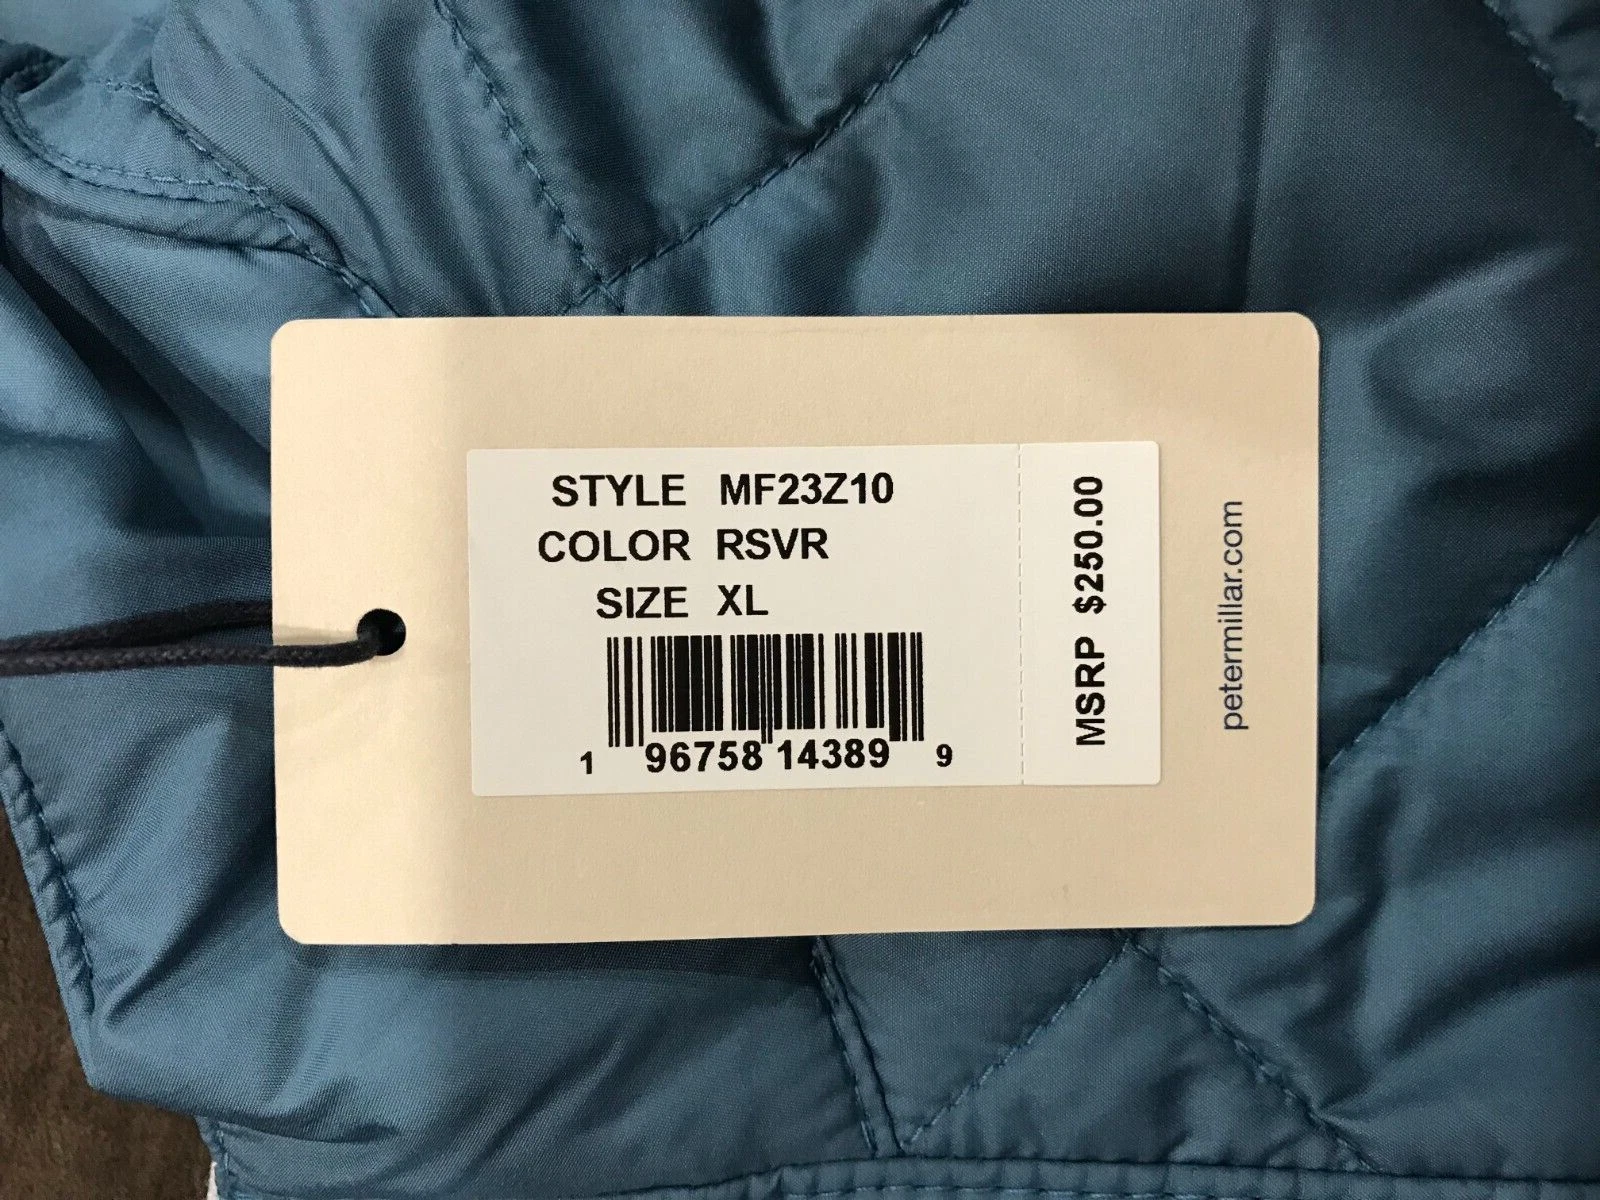 STYLE MF23Z10
COLOR RSVR
SIZE XL
1 96758 14389 9
MSRP $250.00
petermillar.com